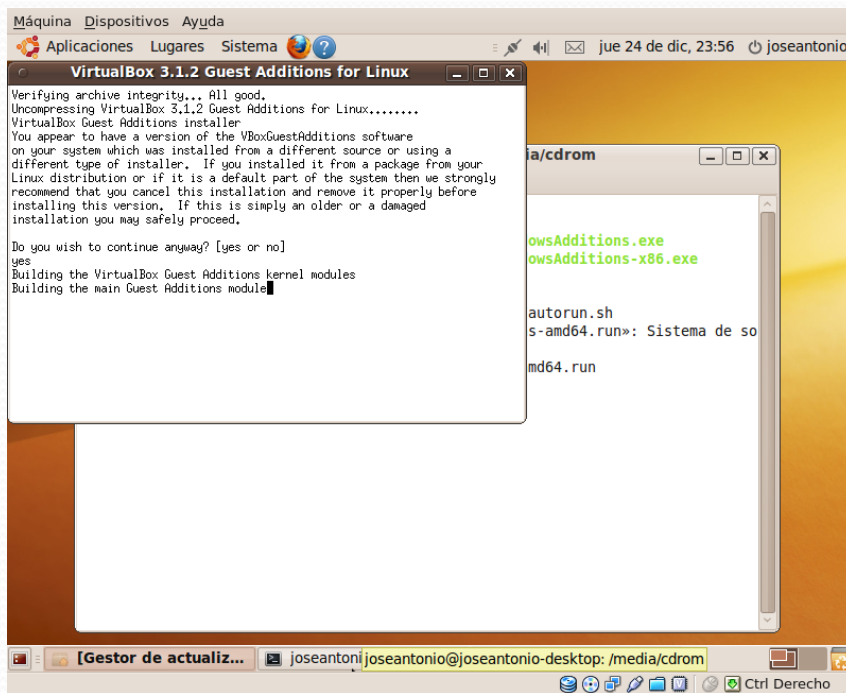 Máquina Dispositivos Ayuda
Aplicaciones Lugares Sistema jue 24 de dic, 23:56 joseantonio
VirtualBox 3.1.2 Guest Additions for Linux
Verifying archive integrity... All good.
Uncompressing VirtualBox 3.1.2 Guest Additions for Linux........
VirtualBox Guest Additions installer
You appear to have a version of the VBoxGuestAdditions software
on your system which was installed from a different source or using a
different type of installer. If you installed it from a package from your
Linux distribution or if it is a default part of the system then we strongly
recommend that you cancel this installation and remove it properly before
installing this version. If this is simply an older or a damaged
installation you may safely proceed.
Do you wish to continue anyway? [yes or no]
yes
Building the VirtualBox Guest Additions kernel modules
Building the main Guest Additions module
ia/cdrom
owsAdditions.exe
owsAdditions-x86.exe
autorun.sh
s-amd64.run»: Sistema de so
md64.run
[Gestor de actualiz... joseantoni joseantonio@joseantonio-desktop: /media/cdrom
Ctrl Derecho